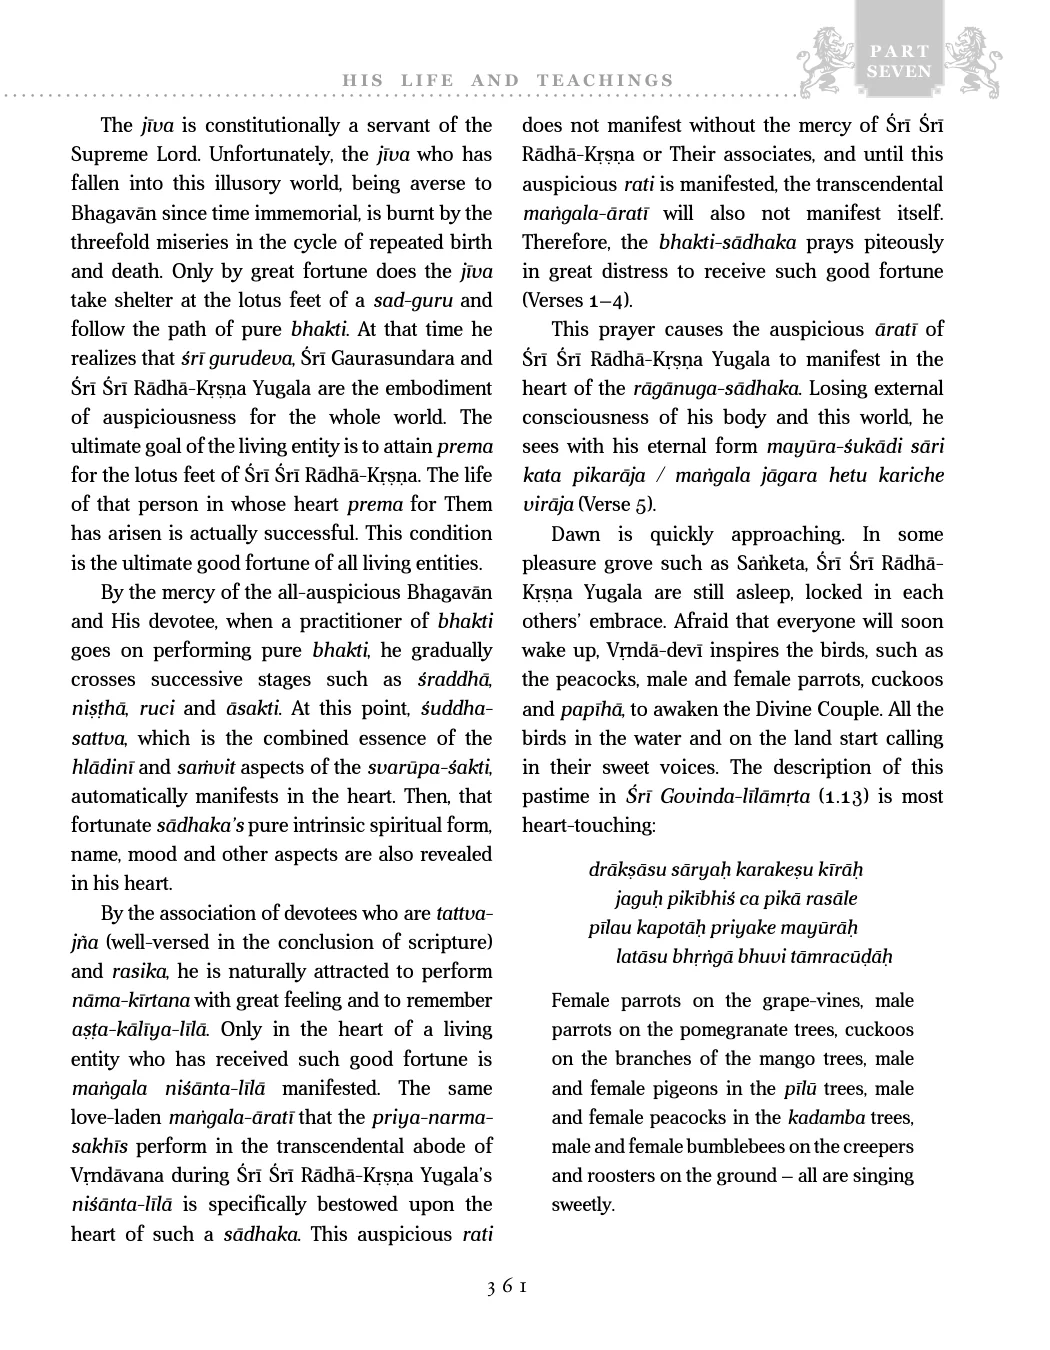 PART
SEVEN
HIS LIFE AND TEACHINGS
The jīva is constitutionally a servant of the
Supreme Lord. Unfortunately, the jīva who has
fallen into this illusory world, being averse to
Bhagavān since time immemorial, is burnt by the
threefold miseries in the cycle of repeated birth
and death. Only by great fortune does the jīva
take shelter at the lotus feet of a sad-guru and
follow the path of pure bhakti. At that time he
realizes that śrī gurudeva, Śrī Gaurasundara and
Śrī Śrī Rādhā-Kṛṣṇa Yugala are the embodiment
of auspiciousness for the whole world. The
ultimate goal of the living entity is to attain prema
for the lotus feet of Śrī Śrī Rādhā-Kṛṣṇa. The life
of that person in whose heart prema for Them
has arisen is actually successful. This condition
is the ultimate good fortune of all living entities.
By the mercy of the all-auspicious Bhagavān
and His devotee, when a practitioner of bhakti
goes on performing pure bhakti, he gradually
crosses successive stages such as śraddhā,
niṣṭhā, ruci and āsakti. At this point, śuddha-
sattva, which is the combined essence of the
hlādinī and saṁvit aspects of the svarūpa-śakti,
automatically manifests in the heart. Then, that
fortunate sādhaka's pure intrinsic spiritual form,
name, mood and other aspects are also revealed
in his heart.
By the association of devotees who are tattva-
jña (well-versed in the conclusion of scripture)
and rasika, he is naturally attracted to perform
nāma-kīrtana with great feeling and to remember
aṣṭa-kālīya-līlā. Only in the heart of a living
entity who has received such good fortune is
maṅgala niśānta-līlā manifested. The same
love-laden maṅgala-āratī that the priya-narma-
sakhīs perform in the transcendental abode of
Vṛndāvana during Śrī Śrī Rādhā-Kṛṣṇa Yugala's
niśānta-līlā is specifically bestowed upon the
heart of such a sādhaka. This auspicious rati
does not manifest without the mercy of Śrī Śrī
Rādhā-Kṛṣṇa or Their associates, and until this
auspicious rati is manifested, the transcendental
maṅgala-āratī will also not manifest itself.
Therefore, the bhakti-sādhaka prays piteously
in great distress to receive such good fortune
(Verses 1–4).
This prayer causes the auspicious āratī of
Śrī Śrī Rādhā-Kṛṣṇa Yugala to manifest in the
heart of the rāgānuga-sādhaka. Losing external
consciousness of his body and this world, he
sees with his eternal form mayūra-śukādi sāri
kata pikarāja / maṅgala jāgara hetu kariche
virāja (Verse 5).
Dawn is quickly approaching. In some
pleasure grove such as Saṅketa, Śrī Śrī Rādhā-
Kṛṣṇa Yugala are still asleep, locked in each
others' embrace. Afraid that everyone will soon
wake up, Vṛndā-devī inspires the birds, such as
the peacocks, male and female parrots, cuckoos
and papīhā, to awaken the Divine Couple. All the
birds in the water and on the land start calling
in their sweet voices. The description of this
pastime in Śrī Govinda-līlāmṛta (1.13) is most
heart-touching:
drākṣāsu sāryaḥ karakeṣu kīrāḥ
jaguḥ pikībhiś ca pikā rasāle
pīlau kapotāḥ priyake mayūrāḥ
latāsu bhṛṅgā bhuvi tāmracūḍāḥ
Female parrots on the grape-vines, male
parrots on the pomegranate trees, cuckoos
on the branches of the mango trees, male
and female pigeons in the pīlū trees, male
and female peacocks in the kadamba trees,
male and female bumblebees on the creepers
and roosters on the ground – all are singing
sweetly.
361